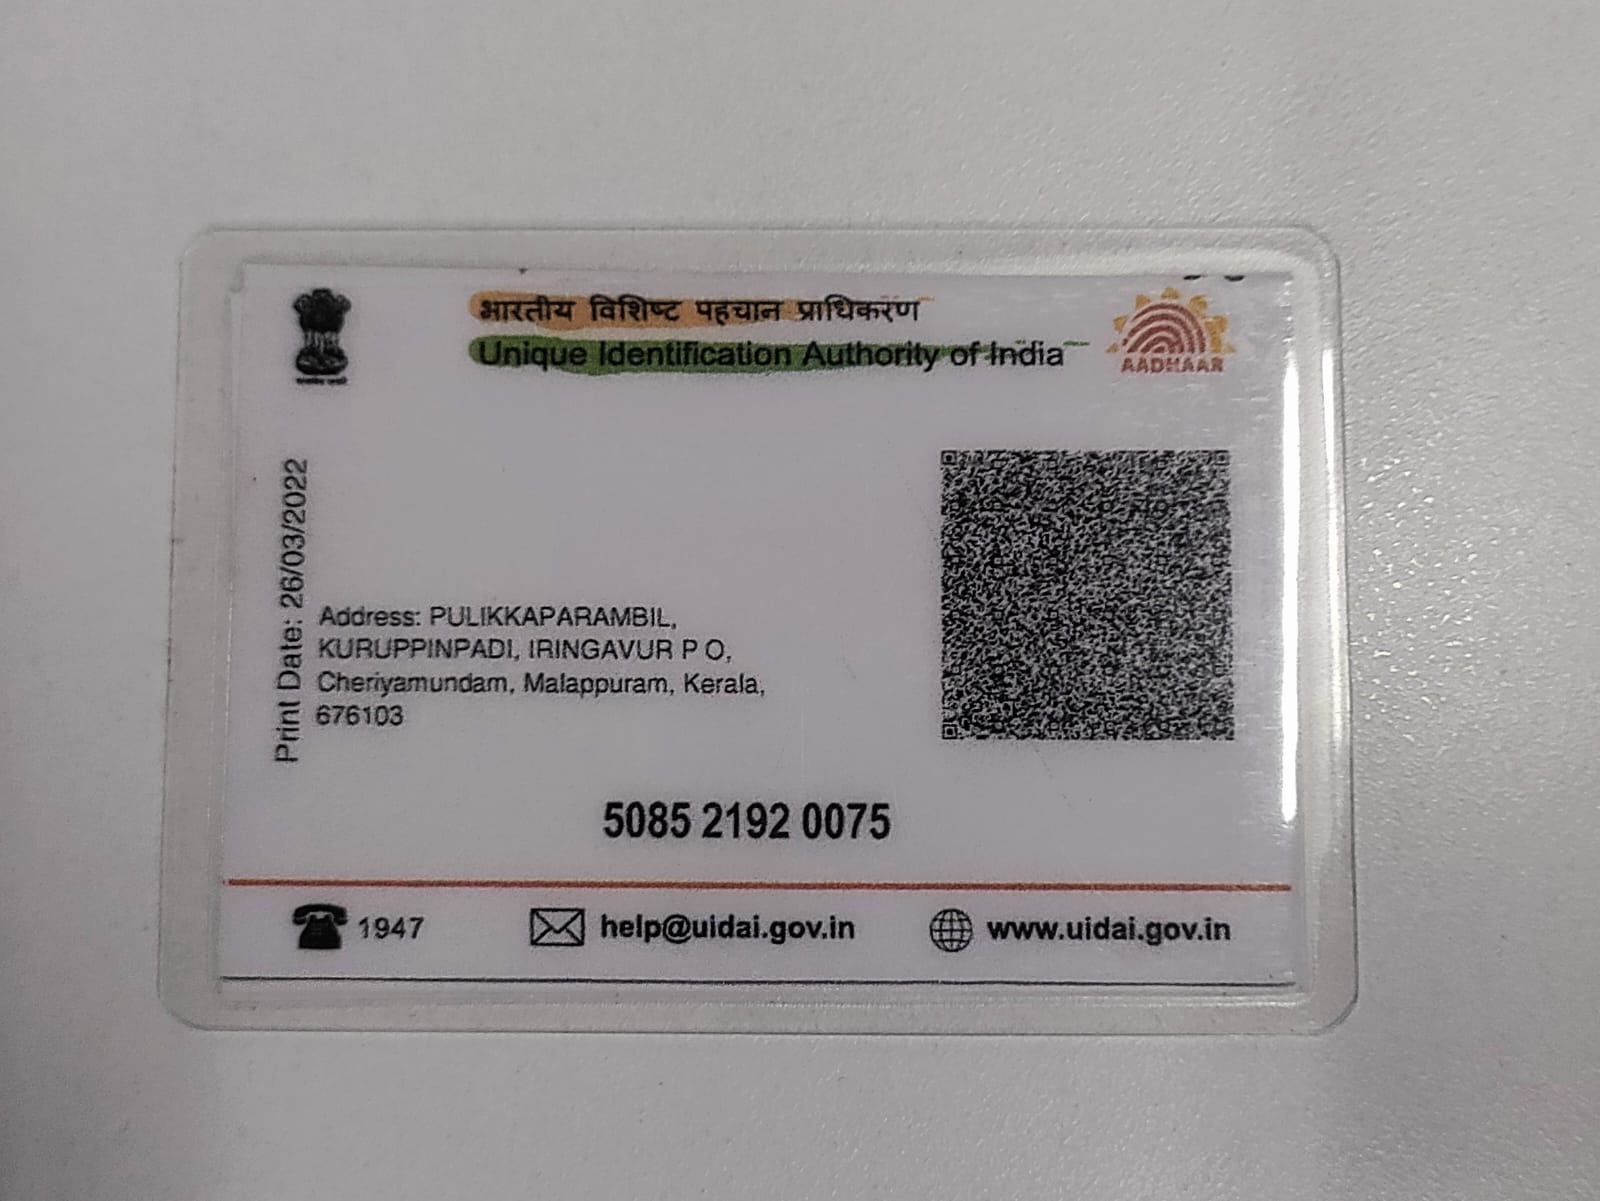 भारतीय विशिष्ट पहचान प्राधिकरण
Unique Identification Authority of India
AADHAAR
Print Date: 26/03/2022
Address: PULIKKAPARAMBIL,
KURUPPINPADI, IRINGAVUR P O,
Cheriyamundam, Malappuram, Kerala,
676103
5085 2192 0075
1947
help@uidai.gov.in
www.uidai.gov.in